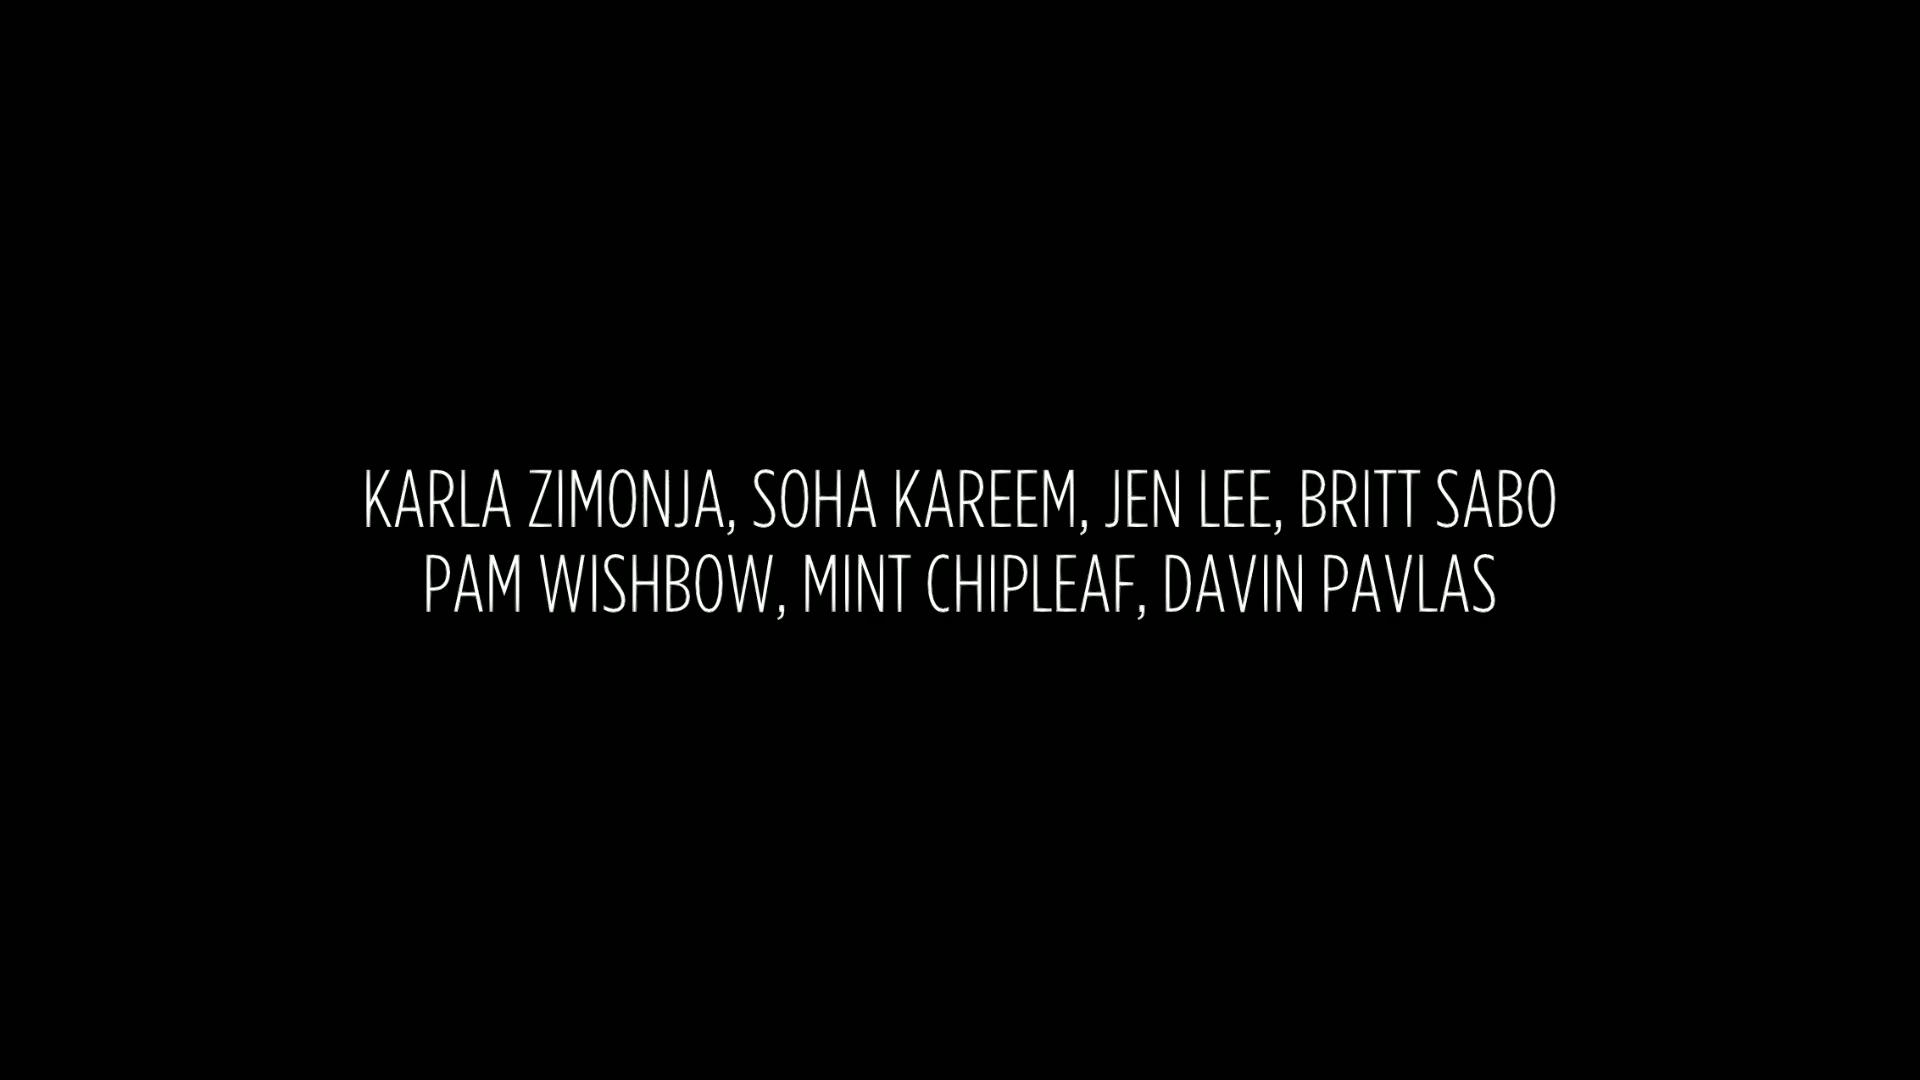 KARLA ZIMONJA, SOHA KAREEM, JEN LEE, BRITT SABO
PAM WISHBOW, MINT CHIPLEAF, DAVIN PAVLAS